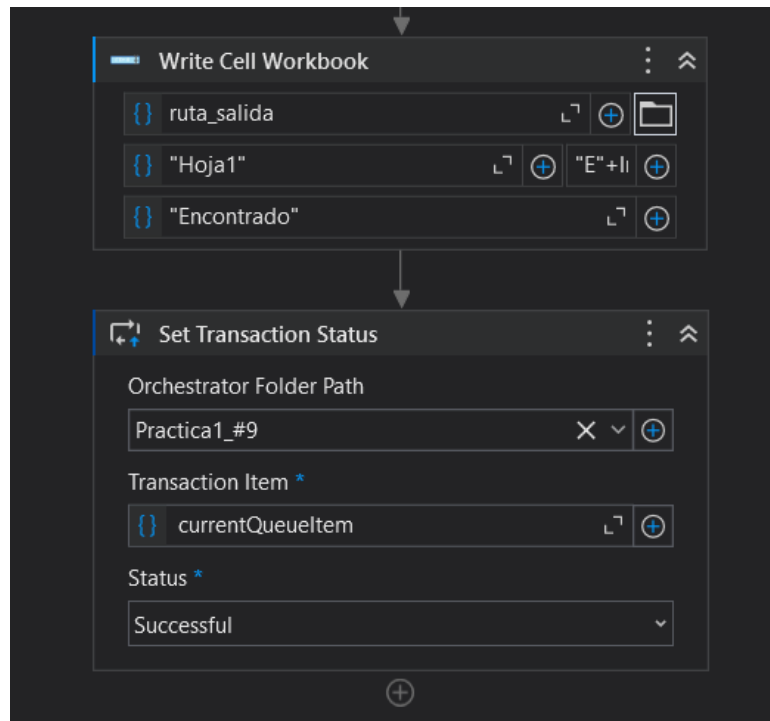 Write Cell Workbook
ruta_salida
"Hoja1" "E"+
"Encontrado"
Set Transaction Status
Orchestrator Folder Path
Practica1_#9
Transaction Item *
currentQueueItem
Status *
Successful